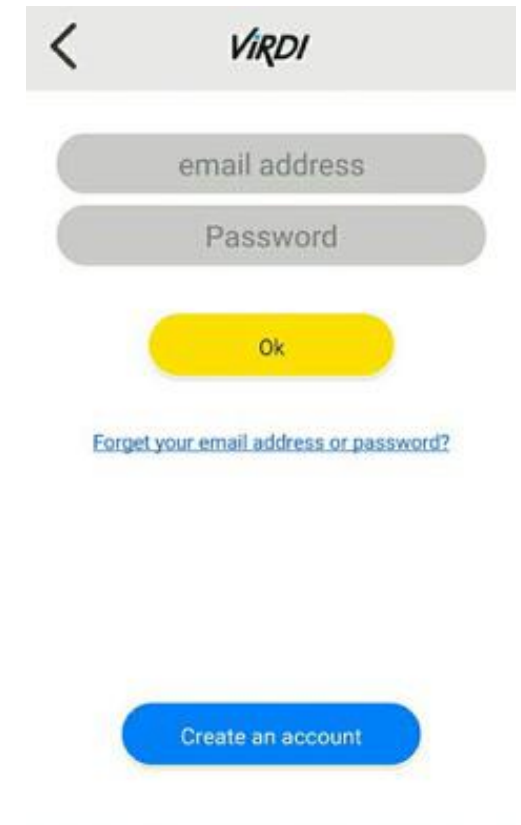 ViRDI
email address
Password
Ok
Forget your email address or password?
Create an account